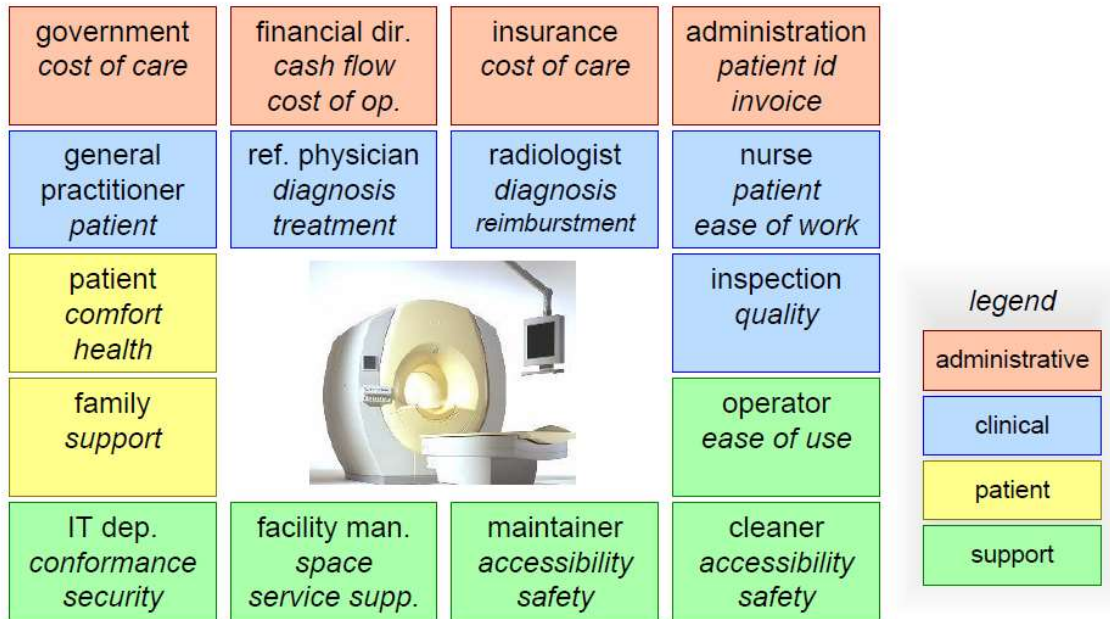 government
cost of care
financial dir.
cash flow
cost of op.
insurance
cost of care
administration
patient id
invoice
general
practitioner
patient
ref. physician
diagnosis
treatment
radiologist
diagnosis
reimburstment
nurse
patient
ease of work
patient
comfort
health
inspection
quality
family
support
operator
ease of use
IT dep.
conformance
security
facility man.
space
service supp.
maintainer
accessibility
safety
cleaner
accessibility
safety
legend
administrative
clinical
patient
support